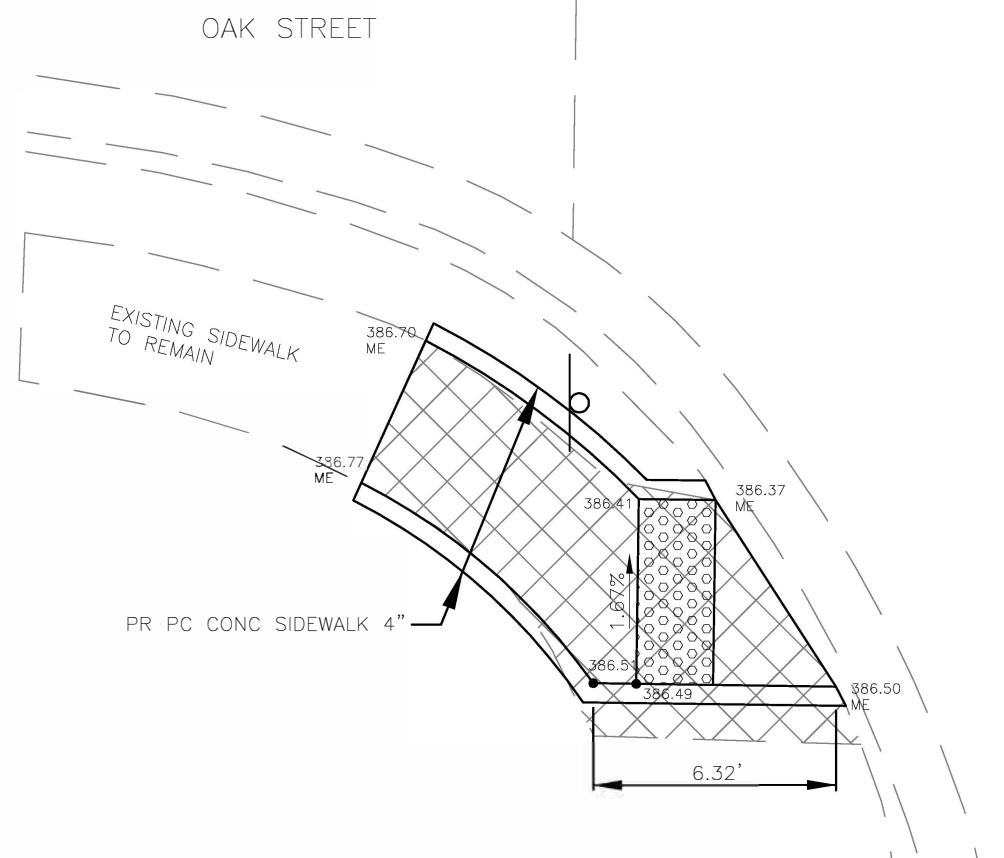 OAK STREET
386.70
ME
EXISTING SIDEWALK
TO REMAIN
386.77
ME
386.37
ME
386.41
1.67%
PR PC CONC SIDEWALK 4"
386.51
386.49
386.50
ME
6.32'